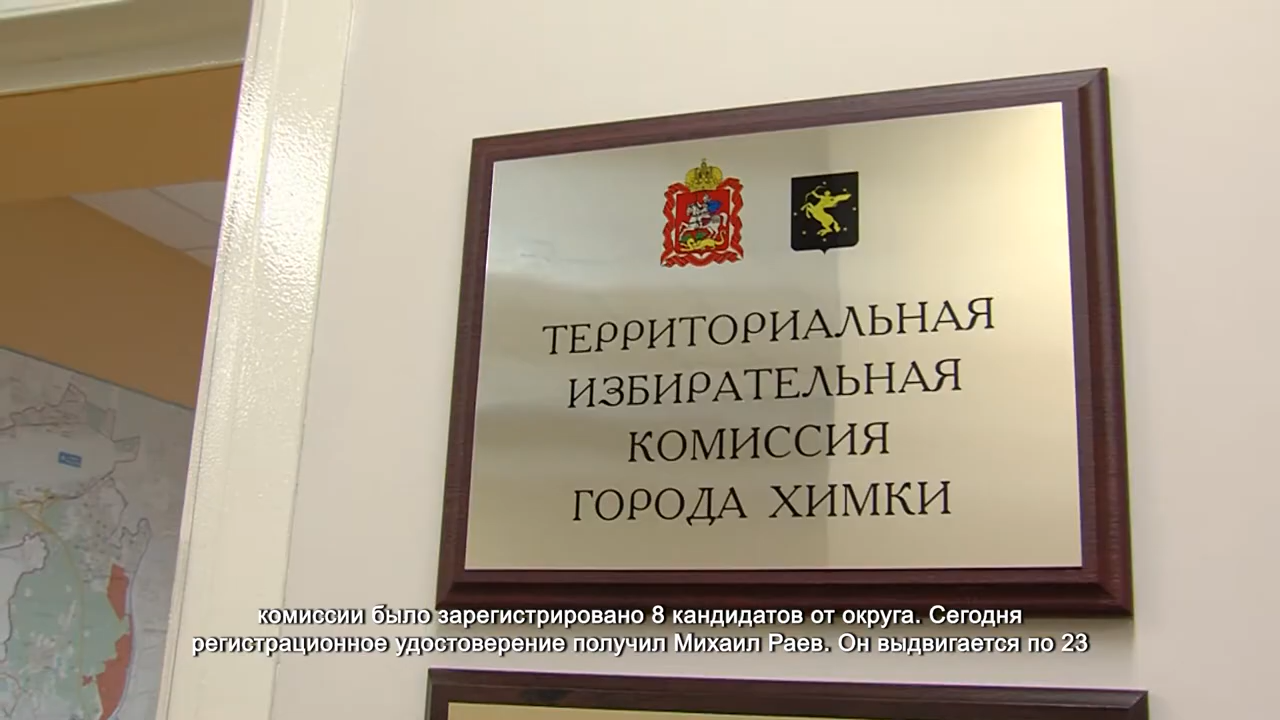 ТЕРРИТОРИАЛЬНАЯ
ИЗБИРАТЕЛЬНАЯ
КОМИССИЯ
ГОРОДА ХИМКИ
комиссии было зарегистрировано 8 кандидатов от округа. Сегодня
регистрационное удостоверение получил Михаил Раев. Он выдвигается по 23